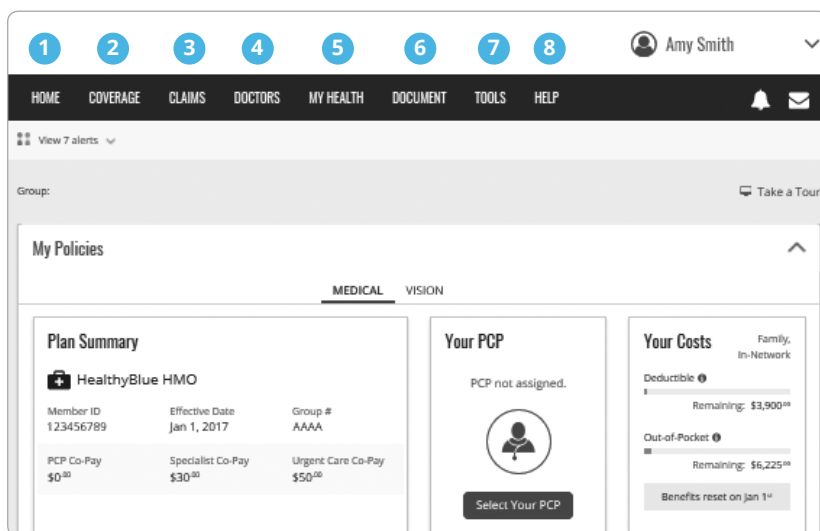 1 2 3 4 5 6 7 8
Amy Smith
HOME COVERAGE CLAIMS DOCTORS MY HEALTH DOCUMENT TOOLS HELP
View 7 alerts
Group:
Take a Tour
My Policies
MEDICAL VISION
Plan Summary
HealthyBlue HMO
Member ID Effective Date Group #
123456789 Jan 1, 2017 AAAA
PCP Co-Pay Specialist Co-Pay Urgent Care Co-Pay
$0.00 $30.00 $50.00
Your PCP
PCP not assigned.
Select Your PCP
Your Costs
Family,
In-Network
Deductible
Remaining: $3,900.00
Out-of-Pocket
Remaining: $6,225.00
Benefits reset on Jan 1st